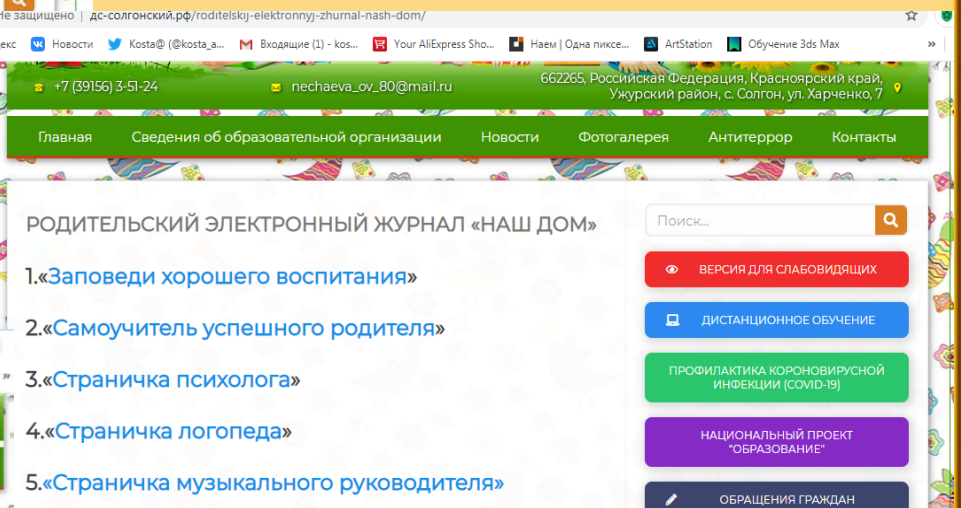 Не защищено | дс-солгонский.рф/roditelskij-elektronnyj-zhurnal-nash-dom/
Новости Kosta@ (@kosta_a... Входящие (1) - kos... Your AliExpress Sho... Наем | Одна пиксе... ArtStation Обучение 3ds Max »
+7 (39156) 3-51-24
nechaeva_ov_80@mail.ru
662265, Российская Федерация, Красноярский край,
Ужурский район, с. Солгон, ул. Харченко, 7
Главная Сведения об образовательной организации Новости Фотогалерея Антитеррор Контакты
РОДИТЕЛЬСКИЙ ЭЛЕКТРОННЫЙ ЖУРНАЛ «НАШ ДОМ»
1.«Заповеди хорошего воспитания»
2.«Самоучитель успешного родителя»
3.«Страничка психолога»
4.«Страничка логопеда»
5.«Страничка музыкального руководителя»
Поиск...
ВЕРСИЯ ДЛЯ СЛАБОВИДЯЩИХ
ДИСТАНЦИОННОЕ ОБУЧЕНИЕ
ПРОФИЛАКТИКА КОРОНОВИРУСНОЙ
ИНФЕКЦИИ (COVID-19)
НАЦИОНАЛЬНЫЙ ПРОЕКТ
"ОБРАЗОВАНИЕ"
ОБРАЩЕНИЯ ГРАЖДАН